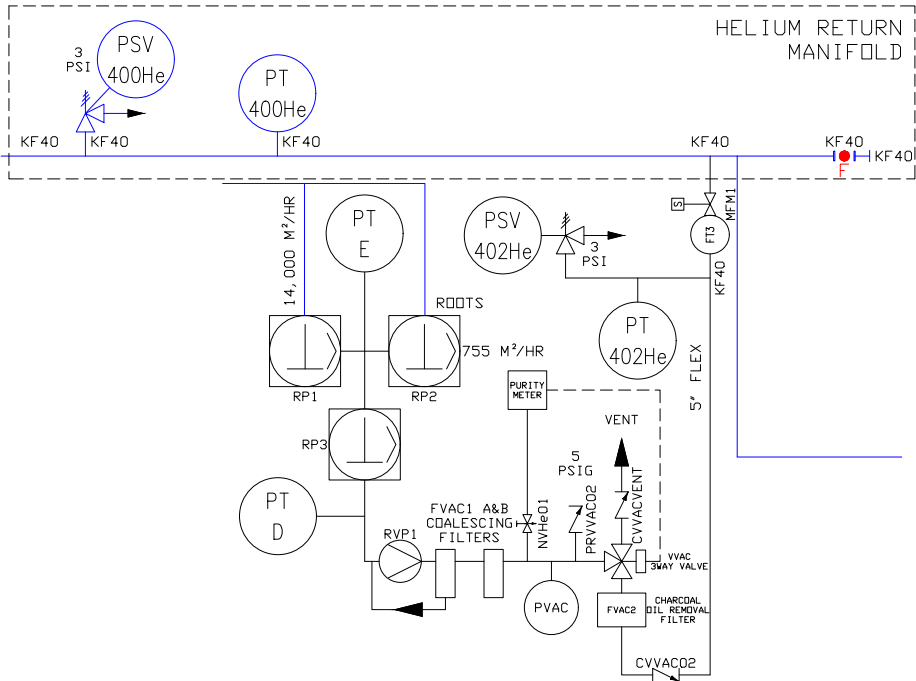 HELIUM RETURN
MANIFOLD
3
PSI
PSV
400He
PT
400He
KF40
KF40
KF40
KF40
KF40
KF40
F
S
MFM1
FT3
KF40
14,000 M²/HR
PT
E
PSV
402He
3
PSI
ROOTS
755 M²/HR
RP1
RP2
PT
402He
5" FLEX
PURITY
METER
VENT
RP3
5
PSIG
PT
D
FVAC1 A&B
COALESCING
FILTERS
RVP1
NVHe01
PRVVAC02
CVVACVENT
VVAC
3WAY VALVE
PVAC
FVAC2
CHARCOAL
OIL REMOVAL
FILTER
CVVAC02